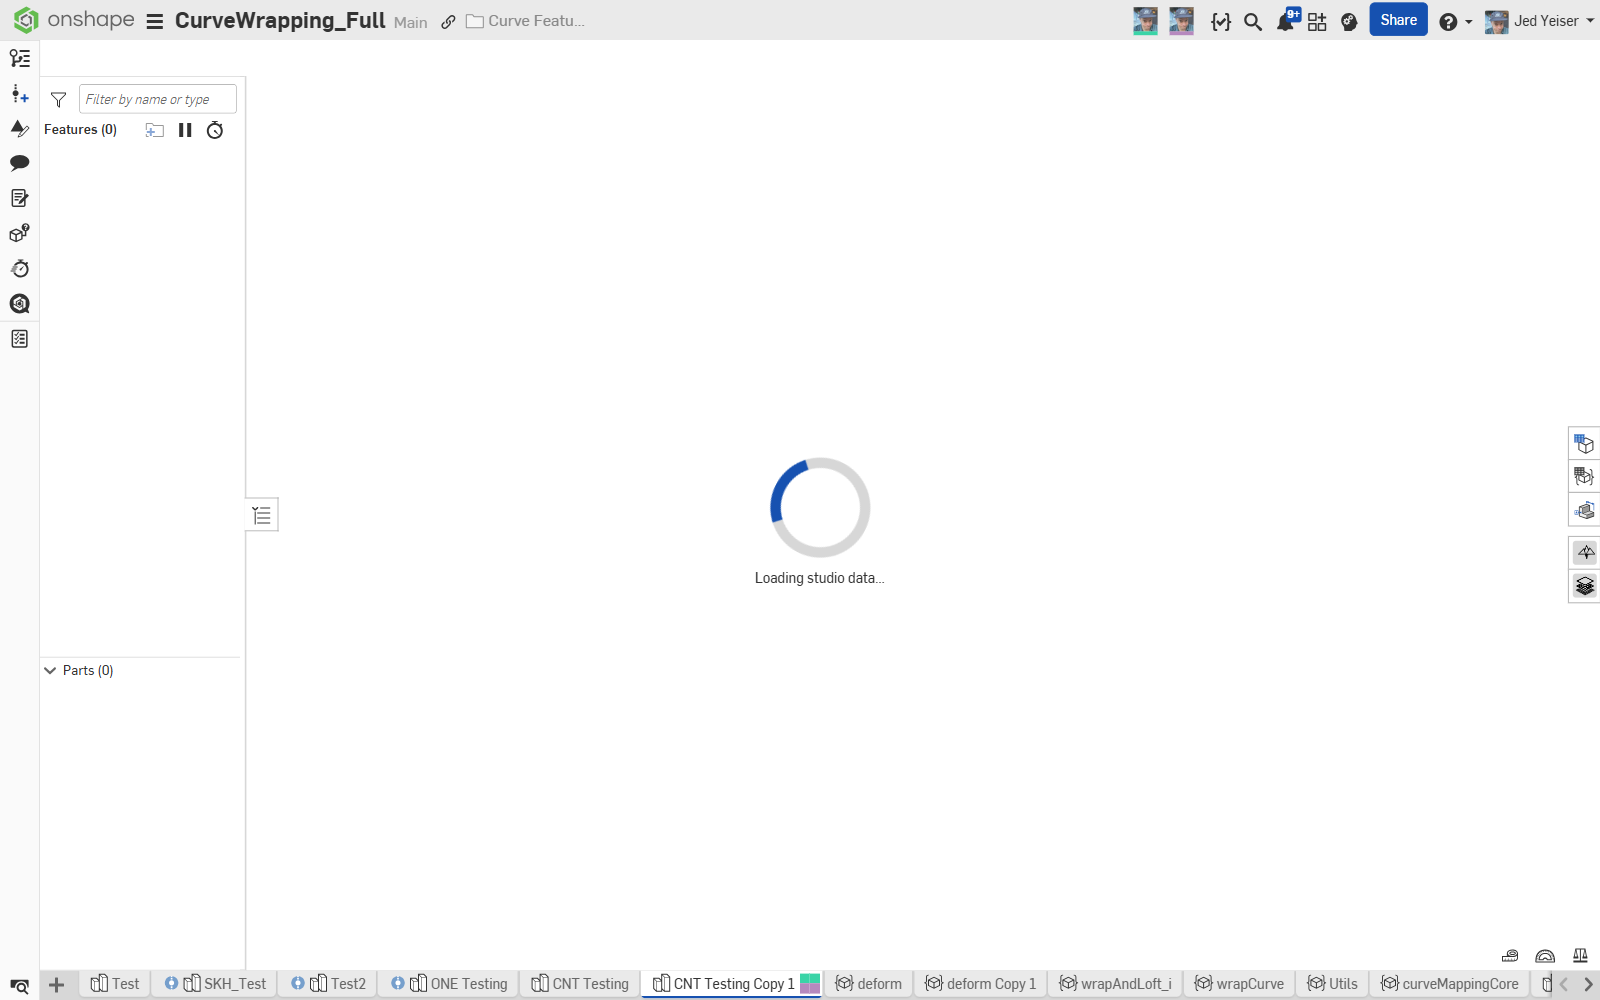 onshape
CurveWrapping_Full
Main
Curve Featu...
9+
Share
Jed Yeiser
Filter by name or type
Features (0)
Loading studio data...
Parts (0)
Test
SKH_Test
Test2
ONE Testing
CNT Testing
CNT Testing Copy 1
deform
deform Copy 1
wrapAndLoft_i
wrapCurve
Utils
curveMappingCore